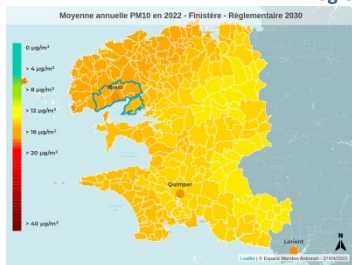 Moyenne annuelle PM10 en 2022 - Finistère - Règlementaire 2030
0 µg/m³
> 4 µg/m³
> 8 µg/m³
> 12 µg/m³
> 16 µg/m³
> 20 µg/m³
> 40 µg/m³
Brest
Quimper
Lorient
N
Leaflet | © Espace Membre Airbreizh - 27/04/2023